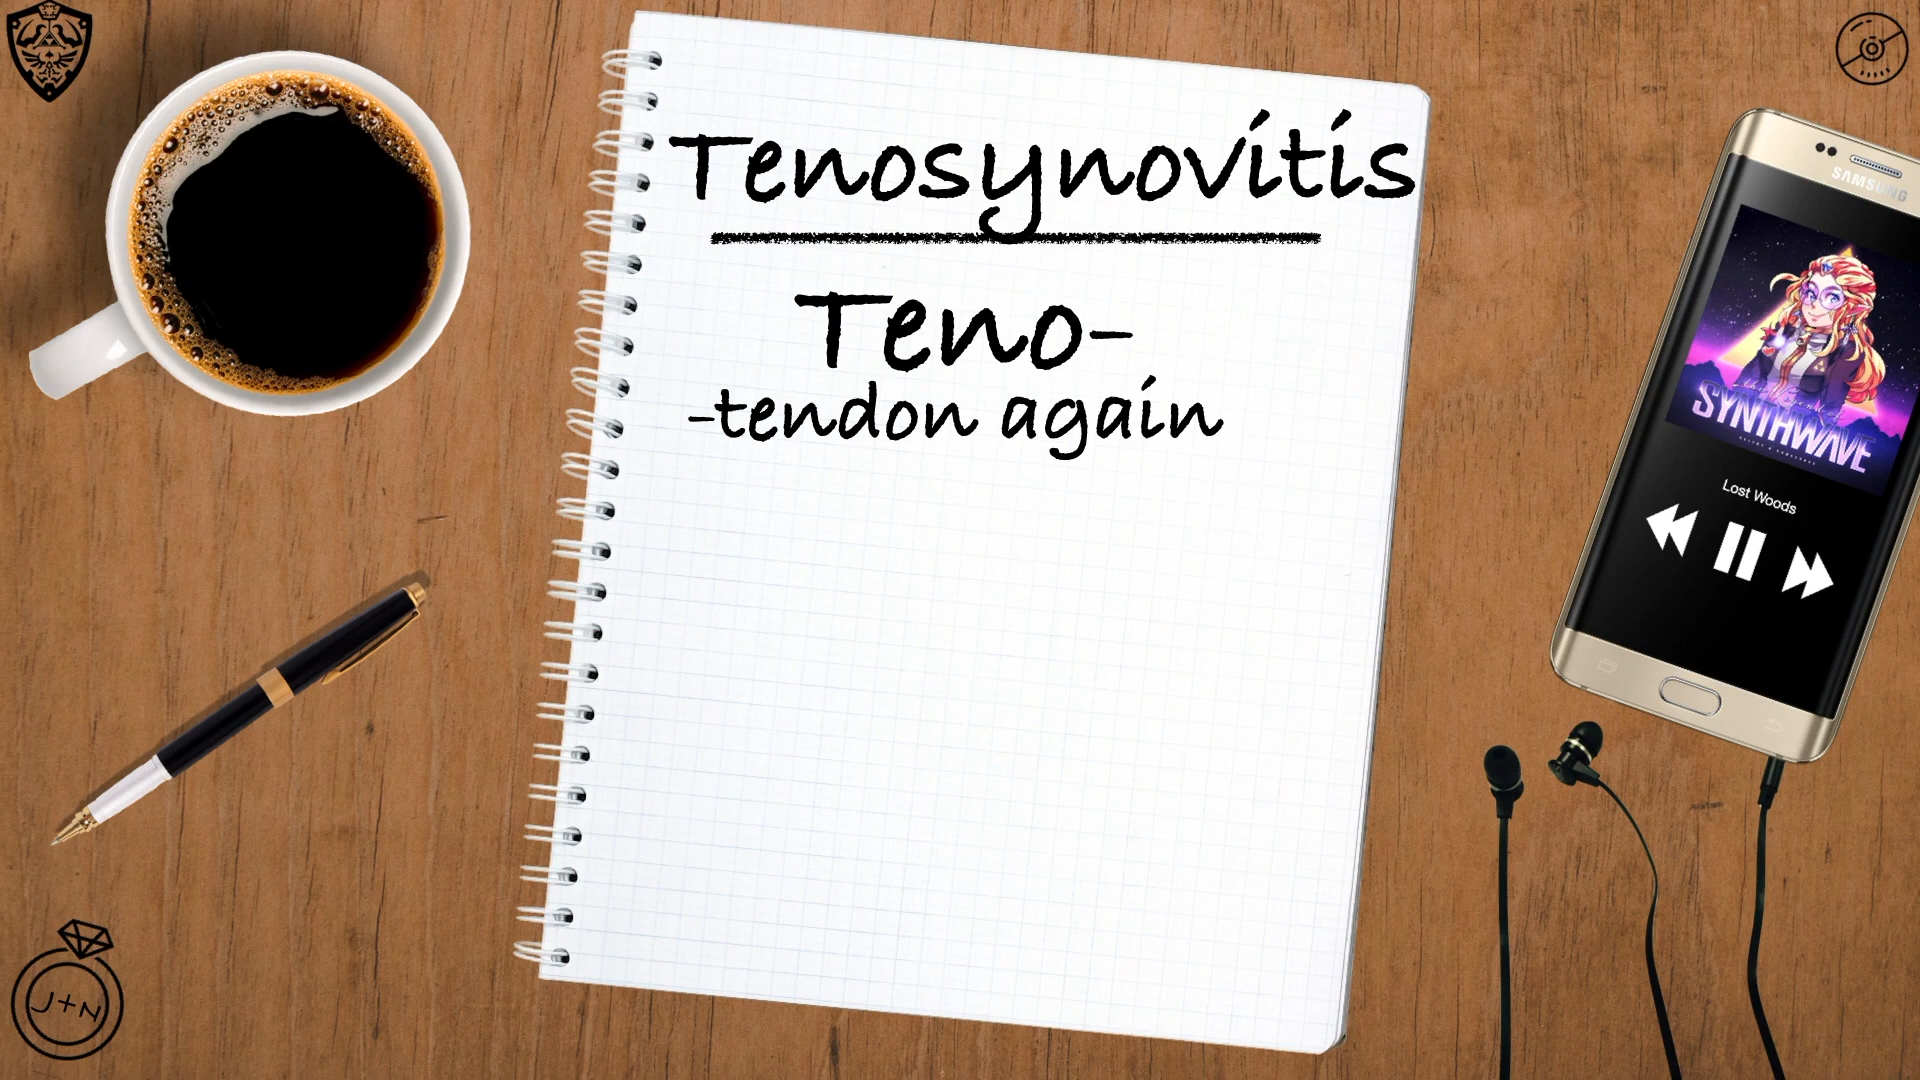 Tenosynovitis
Teno-
-tendon again
SAMSUNG
SYNTHWAVE
Lost Woods
J+N